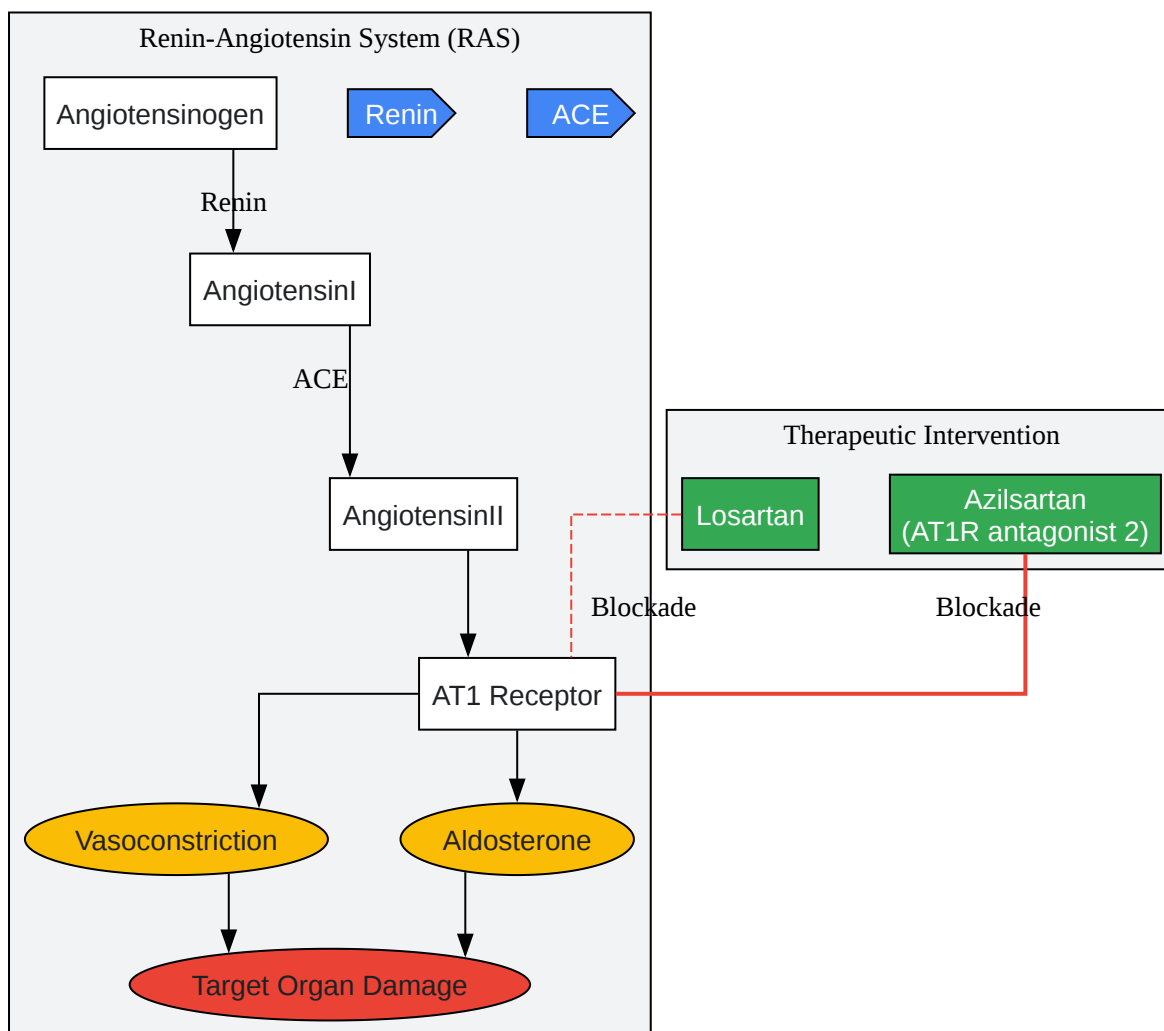 Renin-Angiotensin System (RAS)
Angiotensinogen
Renin
ACE
Renin
AngiotensinI
ACE
Therapeutic Intervention
Losartan
Azilsartan
(AT1R antagonist 2)
AngiotensinII
Blockade
Blockade
AT1 Receptor
Vasoconstriction
Aldosterone
Target Organ Damage